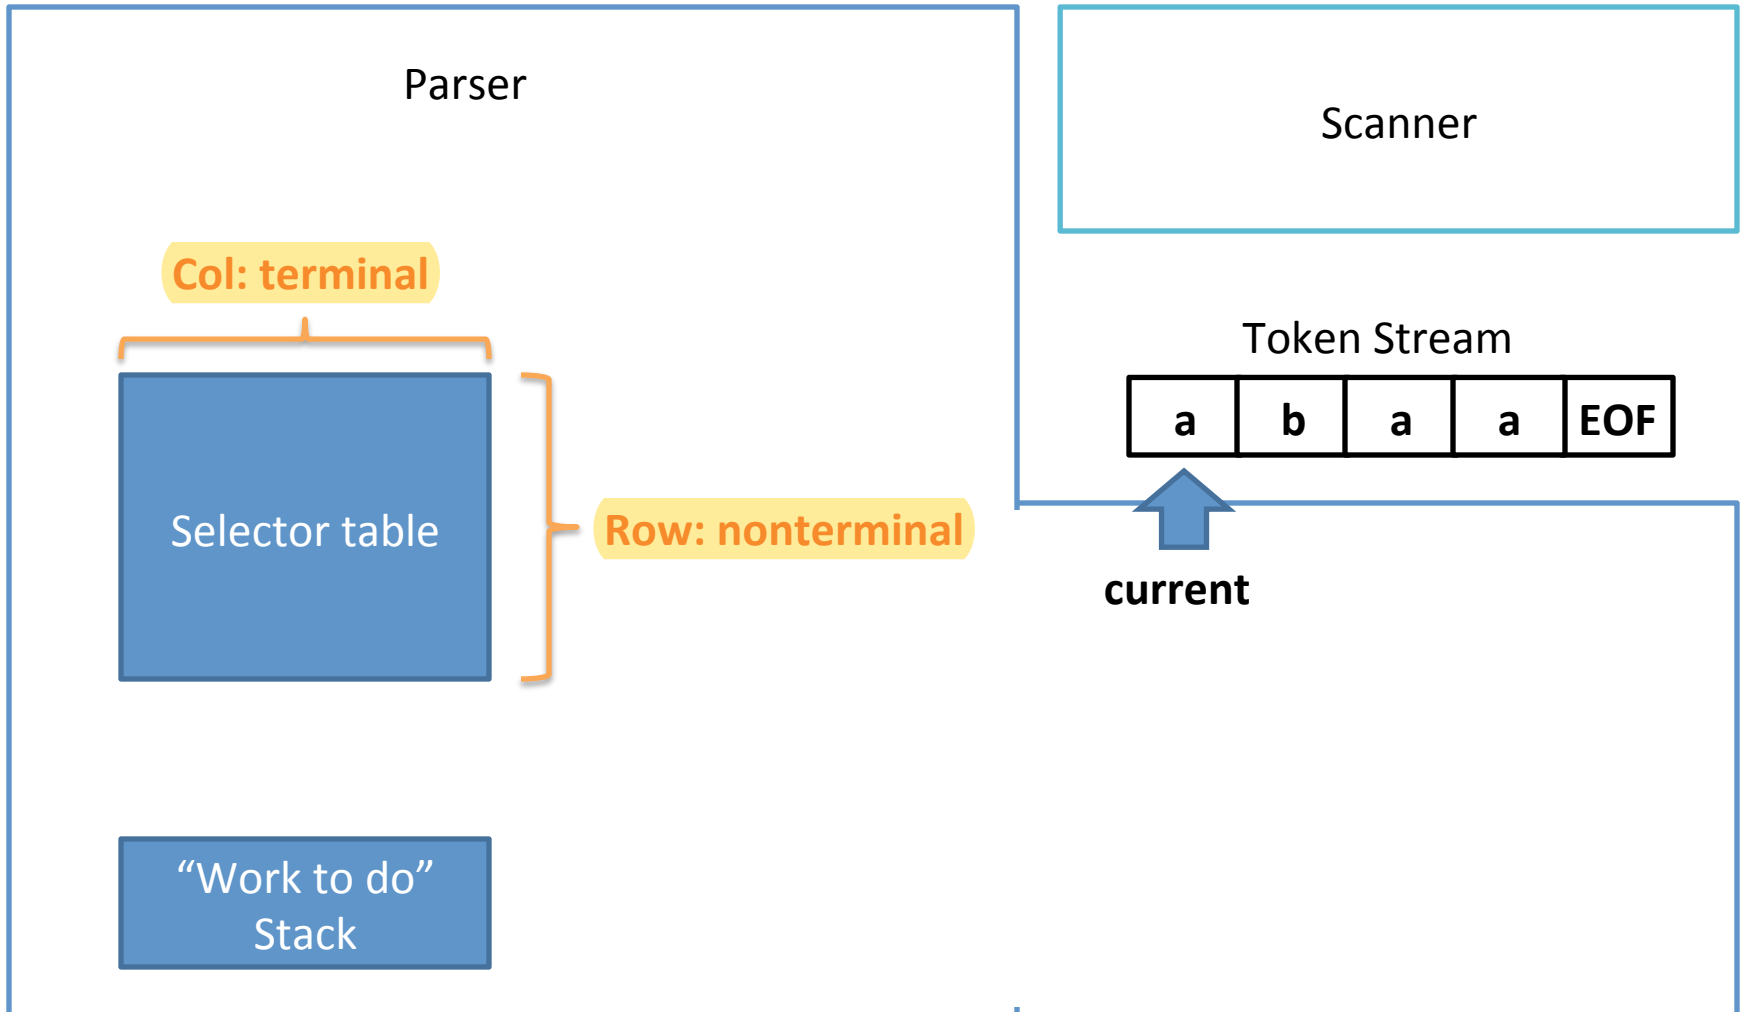 Parser
Scanner
Col: terminal
Token Stream
a b a a EOF
Selector table
Row: nonterminal
current
“Work to do”
Stack